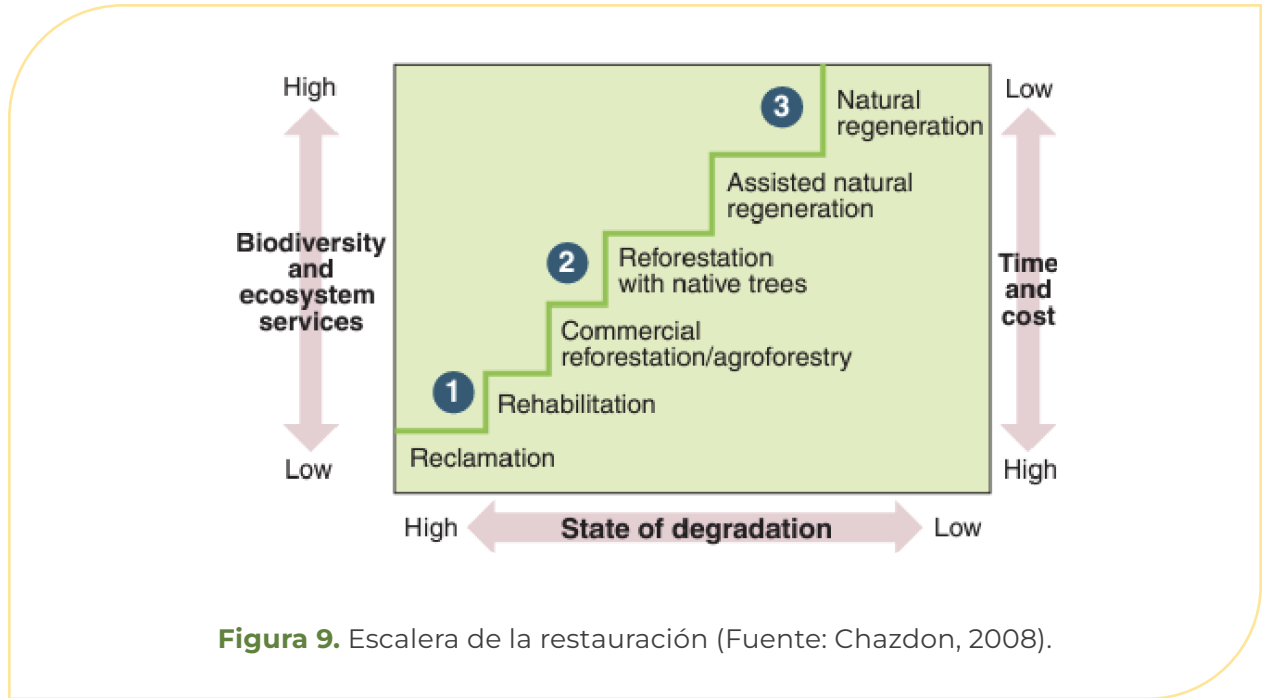 High
Biodiversity
and
ecosystem
services
Low
3
Natural
regeneration
Assisted natural
regeneration
2
Reforestation
with native trees
Commercial
reforestation/agroforestry
1
Rehabilitation
Reclamation
Low
Time
and
cost
High
High
State of degradation
Low
Figura 9. Escalera de la restauración (Fuente: Chazdon, 2008).